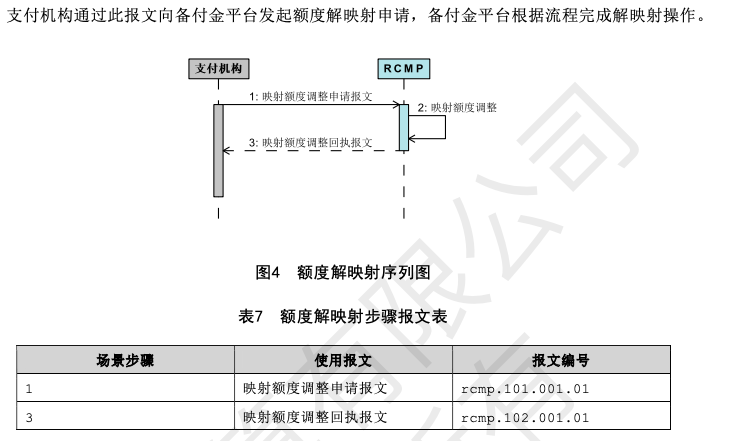 支付机构通过此报文向备付金平台发起额度解映射申请，备付金平台根据流程完成解映射操作。
支付机构
RCMP
1: 映射额度调整申请报文
2: 映射额度调整
3: 映射额度调整回执报文
图4 额度解映射序列图
表7 额度解映射步骤报文表
场景步骤 使用报文 报文编号
1 映射额度调整申请报文 rcmp.101.001.01
3 映射额度调整回执报文 rcmp.102.001.01
有限公司
有